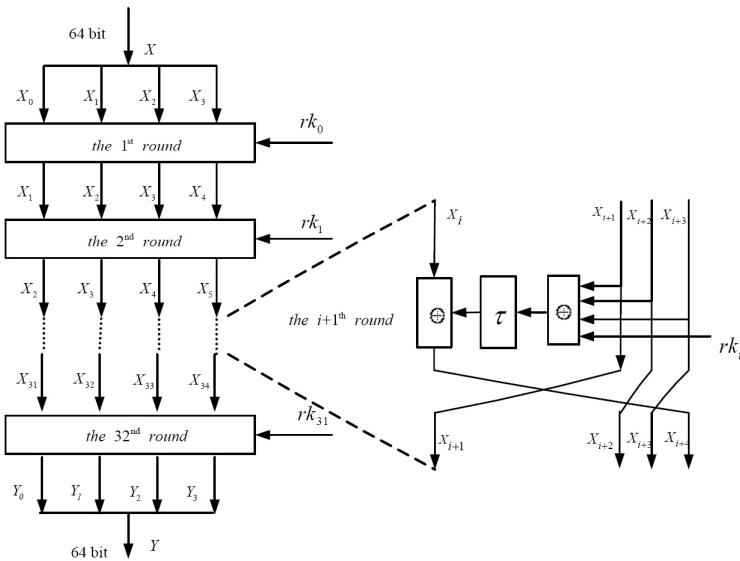 64 bit
X
X₀ X₁ X₂ X₃
the 1ˢᵗ round
rk₀
X₁ X₂ X₃ X₄
the 2ⁿᵈ round
rk₁
X₂ X₃ X₄ X₅
X₃₁ X₃₂ X₃₃ X₃₄
the 32ⁿᵈ round
rk₃₁
Y₀ Y₁ Y₂ Y₃
64 bit
Y
the i+1ᵗʰ round
Xᵢ
Xᵢ₊₁ Xᵢ₊₂ Xᵢ₊₃
⊕ τ ⊕
rkᵢ
Xᵢ₊₁
Xᵢ₊₂ Xᵢ₊₃ Xᵢ₊₄